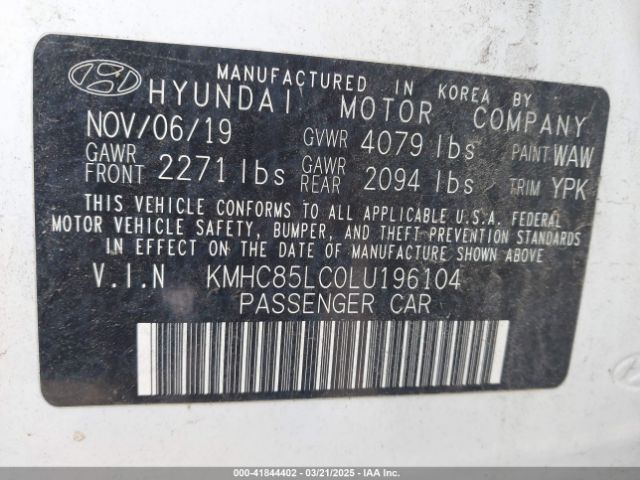 MANUFACTURED IN KOREA BY
HYUNDAI MOTOR COMPANY
NOV/06/19 GVWR 4079 lbs PAINT WAW
GAWR FRONT 2271 lbs GAWR REAR 2094 lbs TRIM YPK
THIS VEHICLE CONFORMS TO ALL APPLICABLE U.S.A. FEDERAL
MOTOR VEHICLE SAFETY, BUMPER, AND THEFT PREVENTION STANDARDS
IN EFFECT ON THE DATE OF MANUFACTURE SHOWN ABOVE
V.I.N KMHC85LC0LU196104
PASSENGER CAR
000-41844402 - 03/21/2025 - IAAI.COM